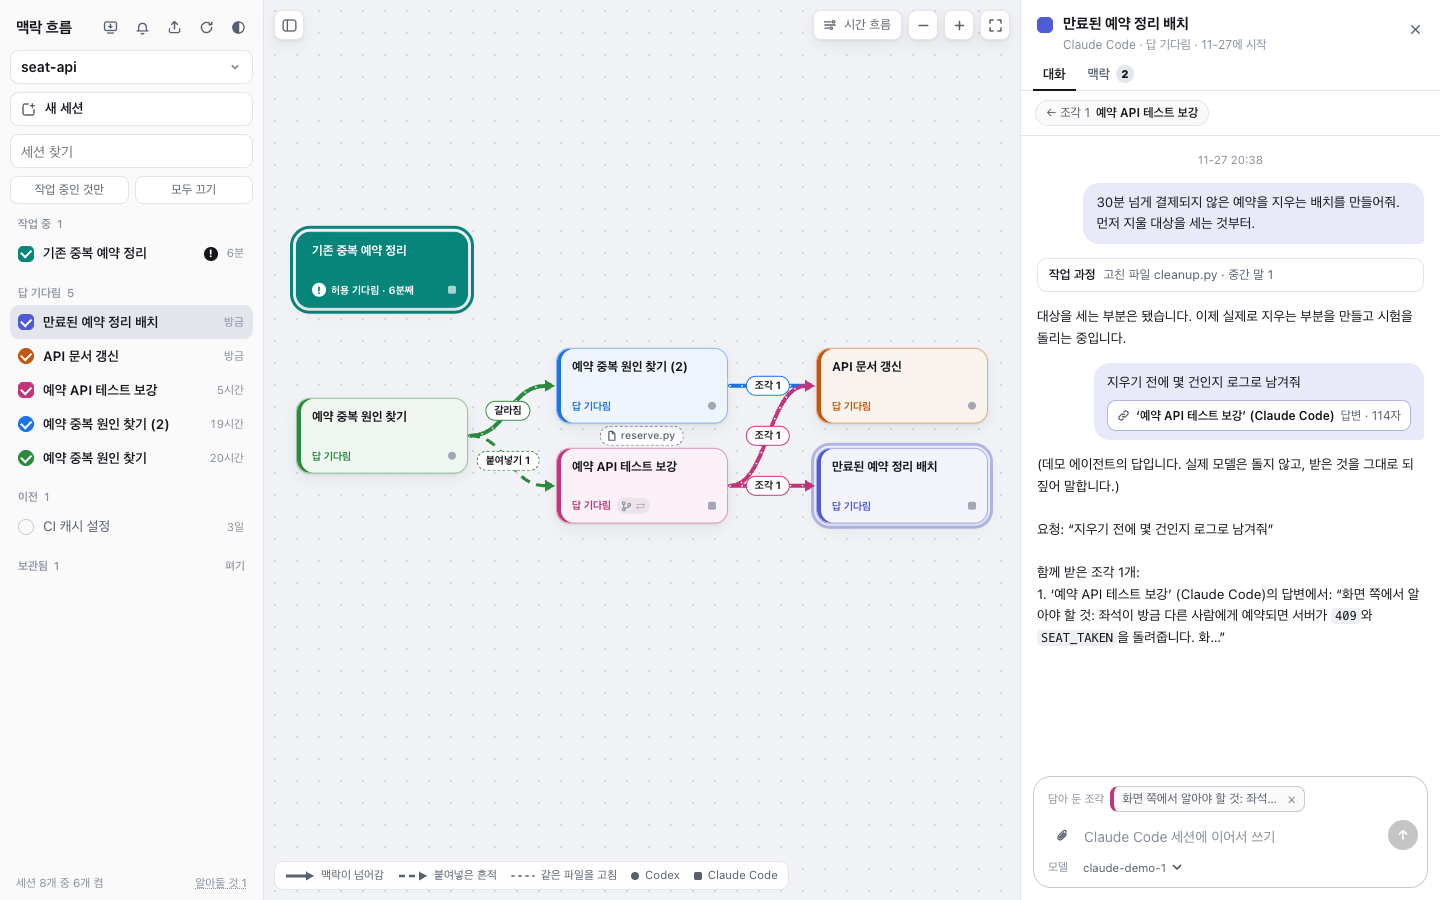 맥락 흐름
seat-api
새 세션
세션 찾기
작업 중인 것만
모두 끄기
작업 중 1
기존 중복 예약 정리 ! 6분
답 기다림 5
만료된 예약 정리 배치 방금
API 문서 갱신 방금
예약 API 테스트 보강 5시간
예약 중복 원인 찾기 (2) 19시간
예약 중복 원인 찾기 20시간
이전 1
CI 캐시 설정 3일
보관됨 1 펴기
세션 8개 중 6개 켬 알아둘 것 1
시간 흐름
기존 중복 예약 정리
! 허용 기다림 · 6분째
예약 중복 원인 찾기
답 기다림
갈라짐
붙여넣기 1
예약 중복 원인 찾기 (2)
답 기다림
reserve.py
예약 API 테스트 보강
답 기다림
조각 1
조각 1
조각 1
API 문서 갱신
답 기다림
만료된 예약 정리 배치
답 기다림
맥락이 넘어감
붙여넣은 흔적
같은 파일을 고침
Codex
Claude Code
만료된 예약 정리 배치
Claude Code · 답 기다림 · 11-27에 시작
대화 맥락 2
← 조각 1 예약 API 테스트 보강
11-27 20:38
30분 넘게 결제되지 않은 예약을 지우는 배치를 만들어줘.
먼저 지울 대상을 세는 것부터.
작업 과정 고친 파일 cleanup.py · 중간 말 1
대상을 세는 부분은 됐습니다. 이제 실제로 지우는 부분을 만들고 시험을
돌리는 중입니다.
지우기 전에 몇 건인지 로그로 남겨줘
‘예약 API 테스트 보강’ (Claude Code) 답변 · 114자
(데모 에이전트의 답입니다. 실제 모델은 돌지 않고, 받은 것을 그대로 되
짚어 말합니다.)
요청: “지우기 전에 몇 건인지 로그로 남겨줘”
함께 받은 조각 1개:
1. ‘예약 API 테스트 보강’ (Claude Code)의 답변에서: “화면 쪽에서 알
아야 할 것: 좌석이 방금 다른 사람에게 예약되면 서버가 409와
SEAT_TAKEN을 돌려줍니다. 화…”
담아 둔 조각 화면 쪽에서 알아야 할 것: 좌석…
Claude Code 세션에 이어서 쓰기
모델 claude-demo-1